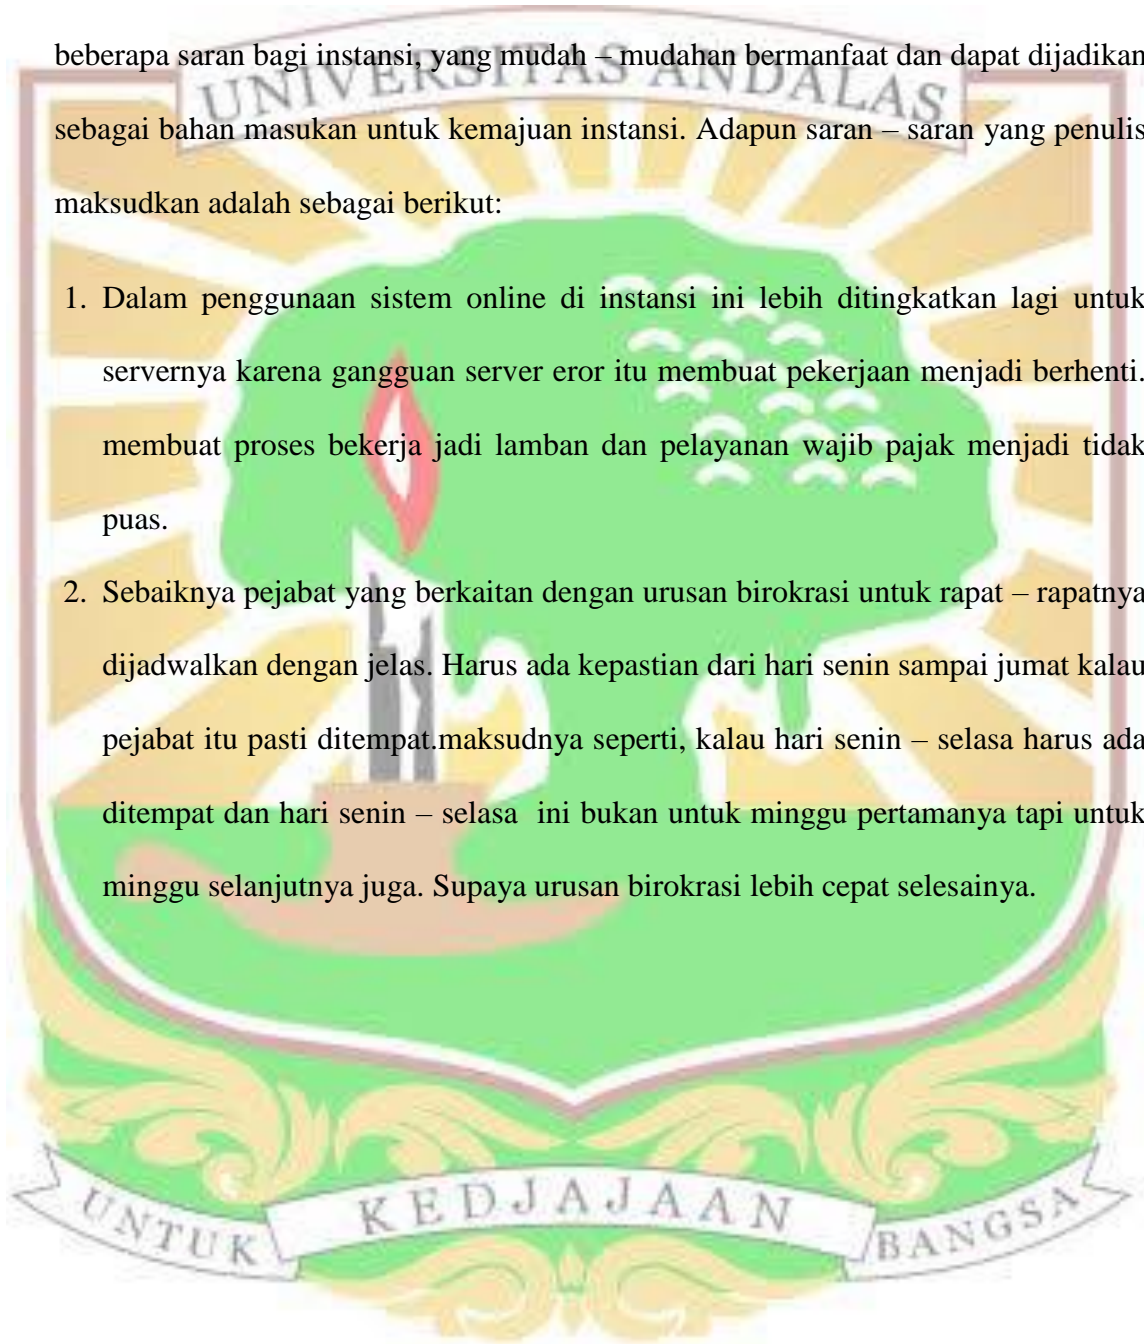 beberapa saran bagi instansi, yang mudah – mudahan bermanfaat dan dapat dijadikan
UNIVERSITAS ANDALAS
sebagai bahan masukan untuk kemajuan instansi. Adapun saran – saran yang penulis
maksudkan adalah sebagai berikut:
1. Dalam penggunaan sistem online di instansi ini lebih ditingkatkan lagi untuk
servernya karena gangguan server eror itu membuat pekerjaan menjadi berhenti.
membuat proses bekerja jadi lamban dan pelayanan wajib pajak menjadi tidak
puas.
2. Sebaiknya pejabat yang berkaitan dengan urusan birokrasi untuk rapat – rapatnya
dijadwalkan dengan jelas. Harus ada kepastian dari hari senin sampai jumat kalau
pejabat itu pasti ditempat.maksudnya seperti, kalau hari senin – selasa harus ada
ditempat dan hari senin – selasa ini bukan untuk minggu pertamanya tapi untuk
minggu selanjutnya juga. Supaya urusan birokrasi lebih cepat selesainya.
UNTUK KEDJAJAAN BANGSA